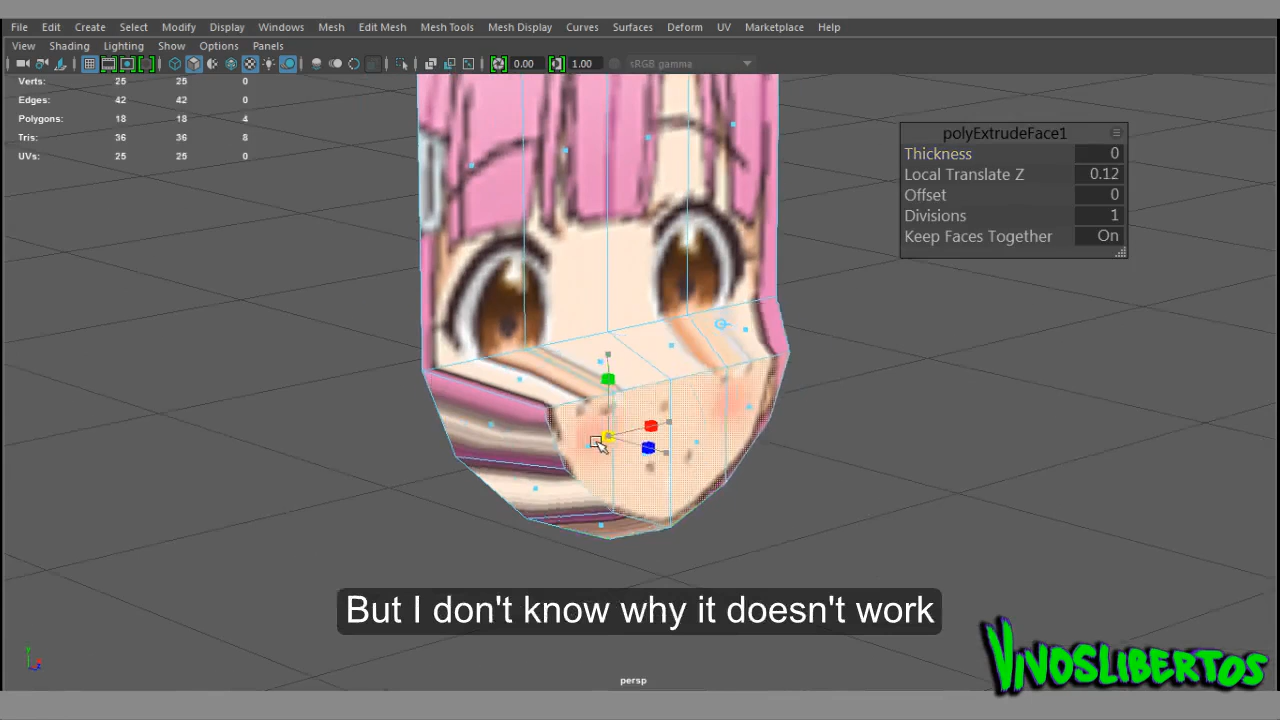 File Edit Create Select Modify Display Windows Mesh Edit Mesh Mesh Tools Mesh Display Curves Surfaces Deform UV Marketplace Help
View Shading Lighting Show Options Panels
0.00 1.00 sRGB gamma
Verts: 25 25 0
Edges: 42 42 0
Polygons: 18 18 4
Tris: 36 36 8
UVs: 25 25 0
polyExtrudeFace1
Thickness 0
Local Translate Z 0.12
Offset 0
Divisions 1
Keep Faces Together On
But I don't know why it doesn't work
VIVOSLIBERTOS
persp